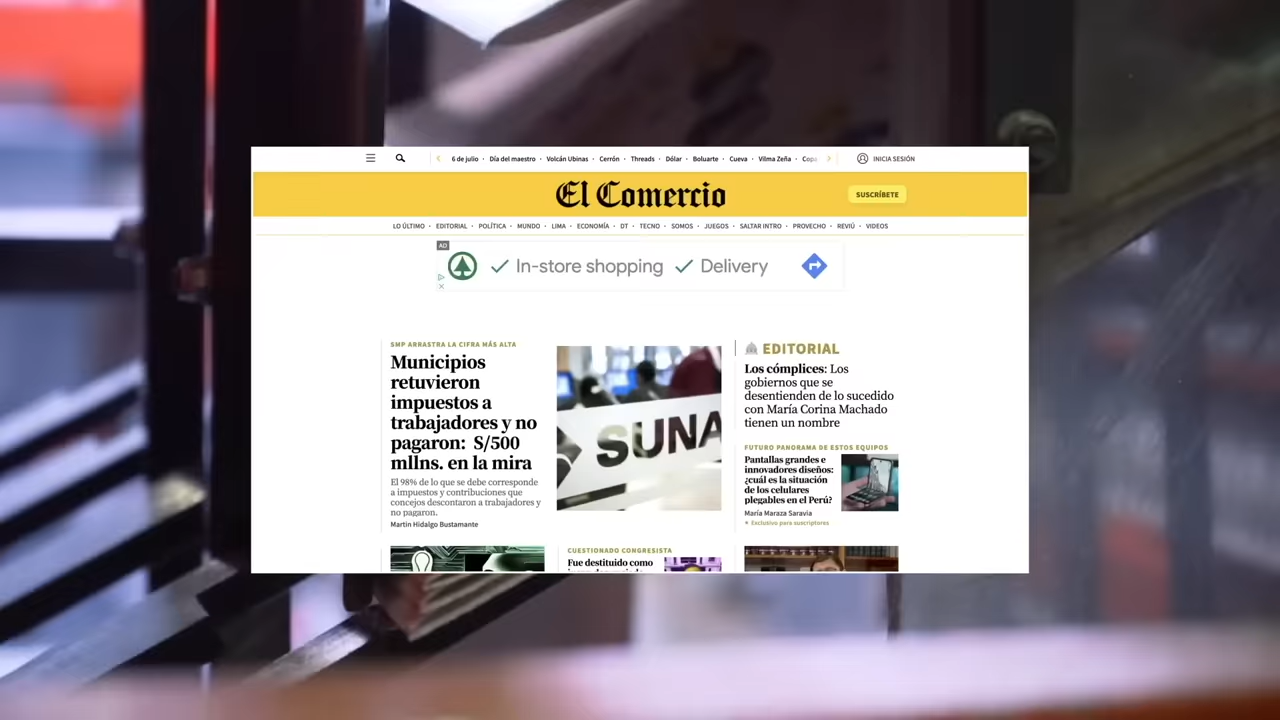 6 de julio · Día del maestro · Volcán Ubinas · Cerrón · Threads · Dólar · Boluarte · Cueva · Vilma Zeña · Copa
INICIA SESIÓN
El Comercio
SUSCRÍBETE
LO ÚLTIMO · EDITORIAL · POLÍTICA · MUNDO · LIMA · ECONOMÍA · DT · TECNO · SOMOS · JUEGOS · SALTAR INTRO · PROVECHO · REVIÚ · VIDEOS
AD
In-store shopping
Delivery
SMP ARRASTRA LA CIFRA MÁS ALTA
Municipios
retuvieron
impuestos a
trabajadores y no
pagaron: S/500
mllns. en la mira
El 98% de lo que se debe corresponde
a impuestos y contribuciones que
concejos descontaron a trabajadores y
no pagaron.
Martin Hidalgo Bustamante
SUNA
EDITORIAL
Los cómplices: Los
gobiernos que se
desentienden de lo sucedido
con María Corina Machado
tienen un nombre
FUTURO PANORAMA DE ESTOS EQUIPOS
Pantallas grandes e
innovadores diseños:
¿cuál es la situación
de los celulares
plegables en el Perú?
María Maraza Saravia
Exclusivo para suscriptores
CUESTIONADO CONGRESISTA
Fue destituido como